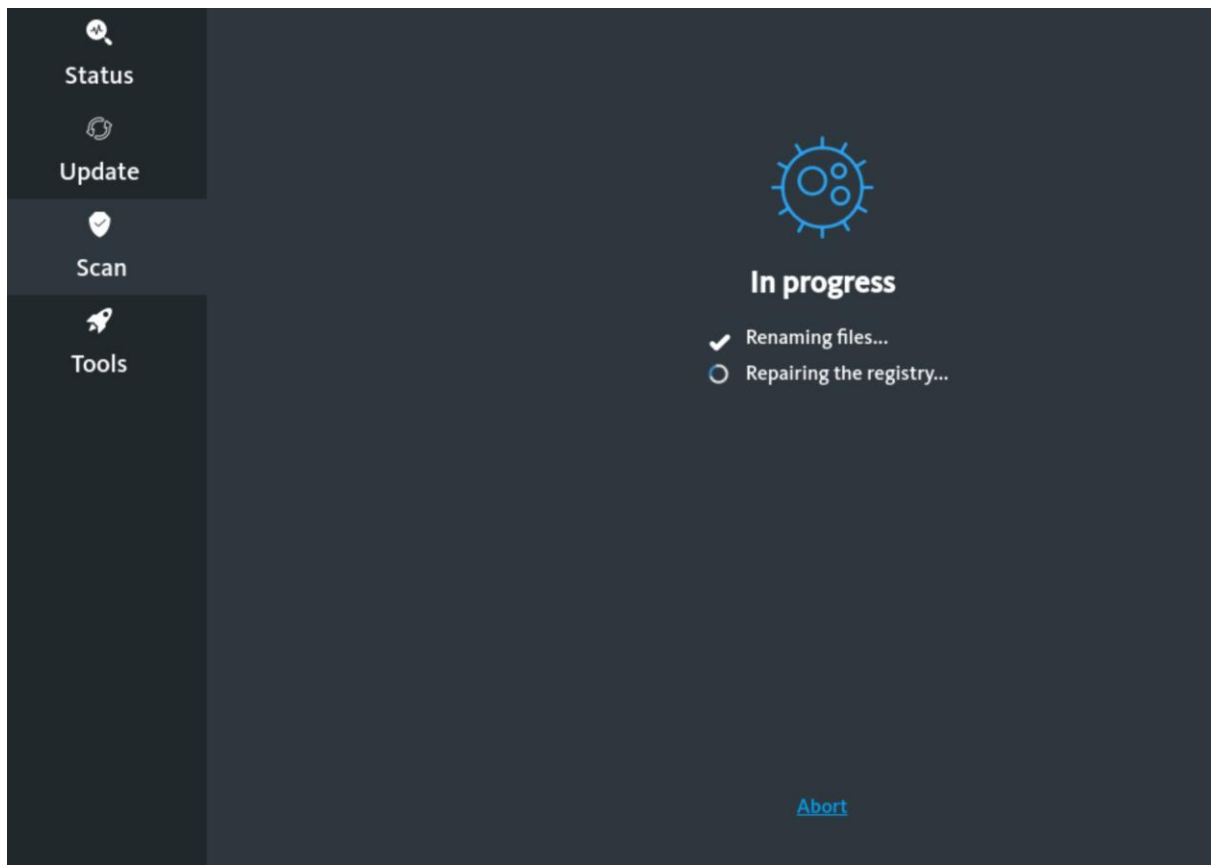 Status
Update
Scan
Tools
In progress
Renaming files...
Repairing the registry...
Abort